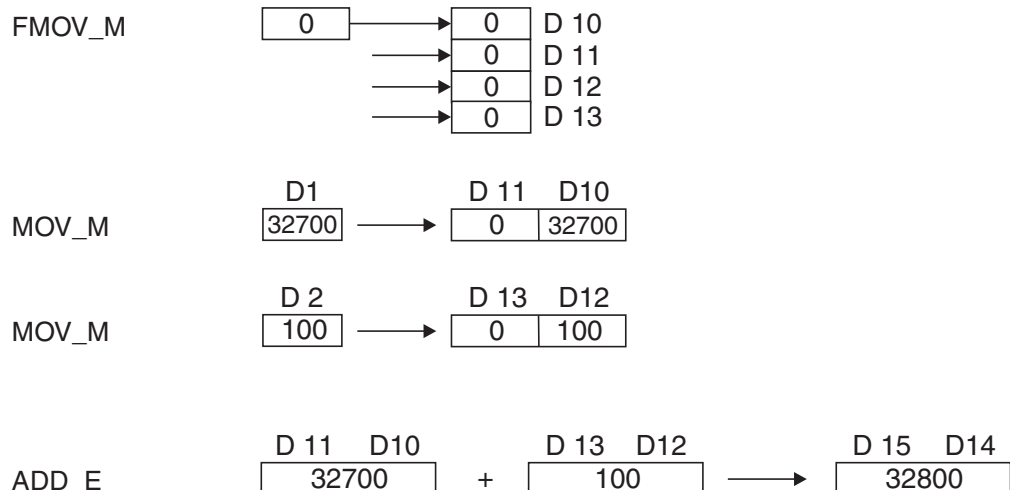 FMOV_M 0 0 D 10
0 D 11
0 D 12
0 D 13
D1 D 11 D10
MOV_M 32700 0 32700
D 2 D 13 D12
MOV_M 100 0 100
D 11 D10 D 13 D12 D 15 D14
ADD_E 32700 + 100 32800